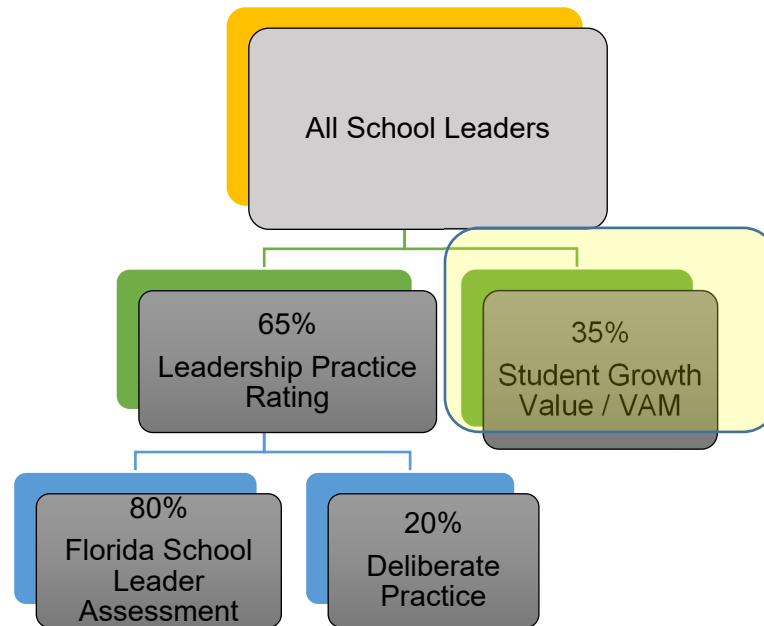 All School Leaders
65%
Leadership Practice
Rating
35%
Student Growth
Value / VAM
80%
Florida School
Leader
Assessment
20%
Deliberate
Practice